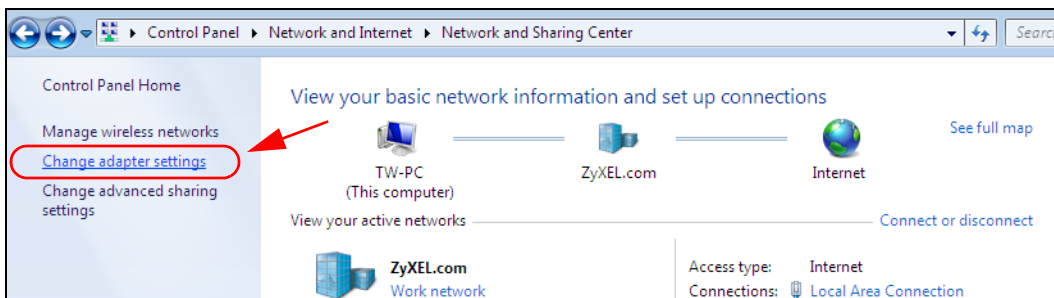 Control Panel ▸ Network and Internet ▸ Network and Sharing Center
Control Panel Home
Manage wireless networks
Change adapter settings
Change advanced sharing
settings
View your basic network information and set up connections
See full map
TW-PC
(This computer)
ZyXEL.com
Internet
View your active networks
Connect or disconnect
ZyXEL.com
Work network
Access type: Internet
Connections: Local Area Connection